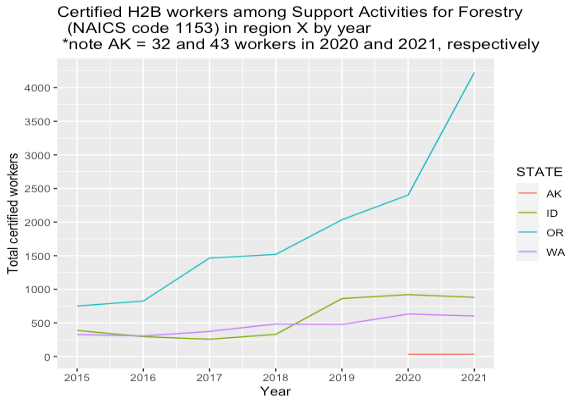 Certified H2B workers among Support Activities for Forestry
(NAICS code 1153) in region X by year
*note AK = 32 and 43 workers in 2020 and 2021, respectively
Total certified workers
4000
3500
3000
2500
2000
1500
1000
500
0
2015 2016 2017 2018 2019 2020 2021
Year
STATE
AK
ID
OR
WA